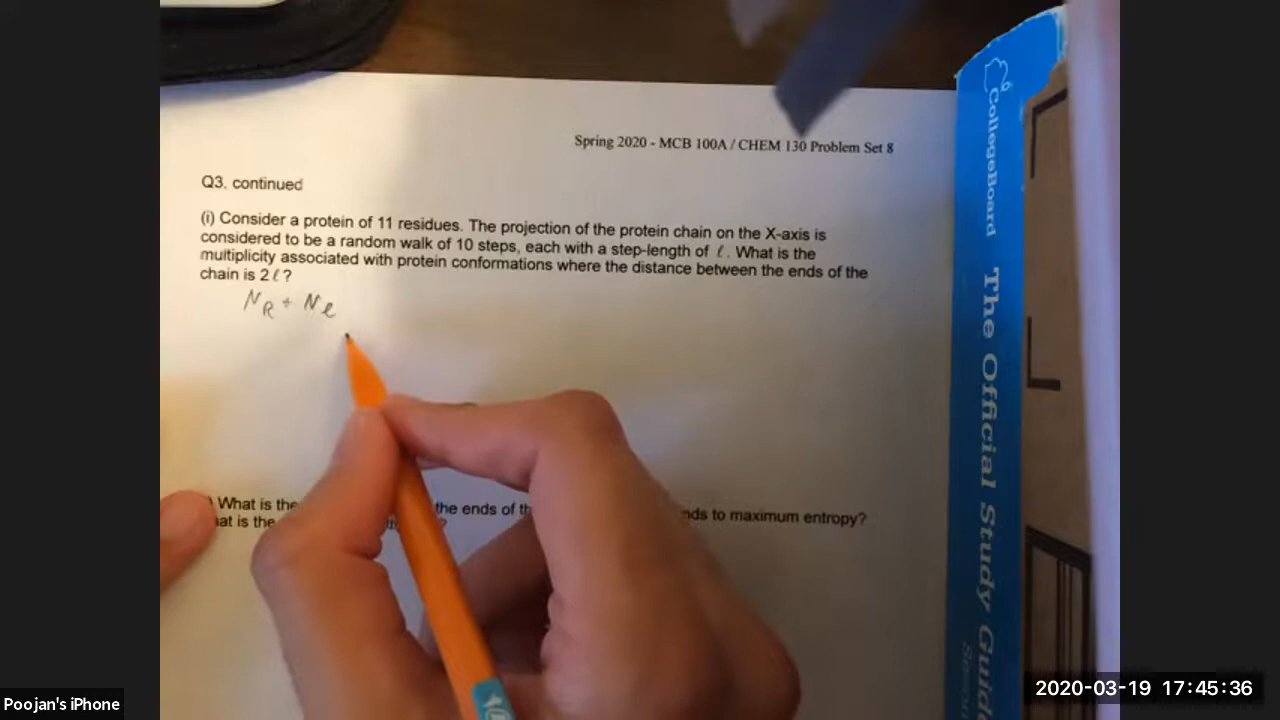 Spring 2020 - MCB 100A / CHEM 130 Problem Set 8
Q3, continued
(i) Consider a protein of 11 residues. The projection of the protein chain on the X-axis is
considered to be a random walk of 10 steps, each with a step-length of ℓ. What is the
multiplicity associated with protein conformations where the distance between the ends of the
chain is 2ℓ?
N_R + N_ℓ
What is the the ends of to maximum entropy?
is the ?
CollegeBoard The Official Study Guide
2020-03-19 17:45:36
Poojan's iPhone